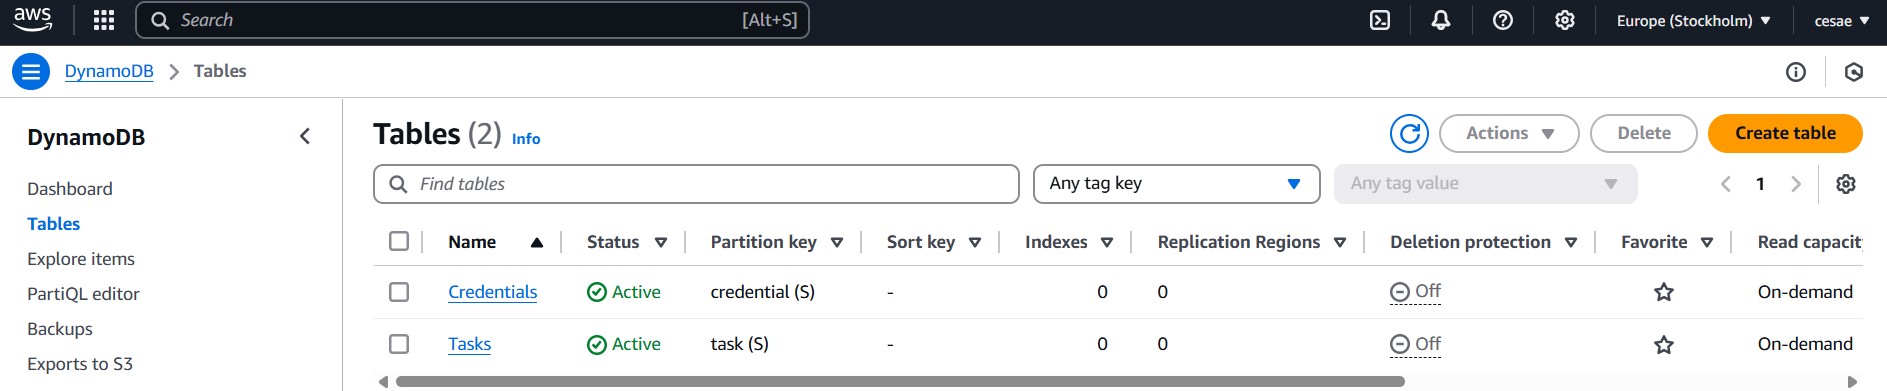 aws Search [Alt+S] Europe (Stockholm) cesae
DynamoDB Tables
DynamoDB
Dashboard
Tables
Explore items
PartiQL editor
Backups
Exports to S3
Tables (2) Info Actions Delete Create table
Find tables Any tag key Any tag value 1
Name Status Partition key Sort key Indexes Replication Regions Deletion protection Favorite Read capacit
Credentials Active credential (S) - 0 0 Off On-demand
Tasks Active task (S) - 0 0 Off On-demand